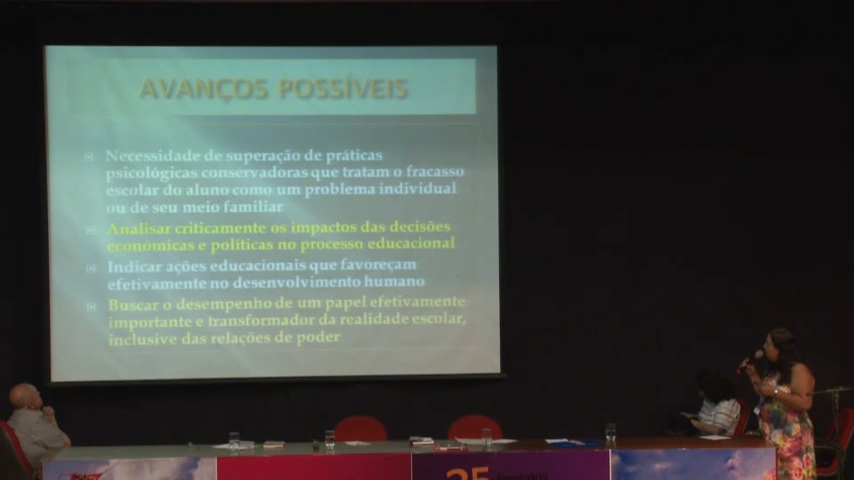 AVANÇOS POSSÍVEIS
Necessidade de superação de práticas
psicológicas conservadoras que tratam o fracasso
escolar do aluno como um problema individual
ou de seu meio familiar
Analisar criticamente os impactos das decisões
econômicas e políticas no processo educacional
Indicar ações educacionais que favoreçam
efetivamente no desenvolvimento humano
Buscar o desempenho de um papel efetivamente
importante e transformador da realidade escolar,
inclusive das relações de poder
25